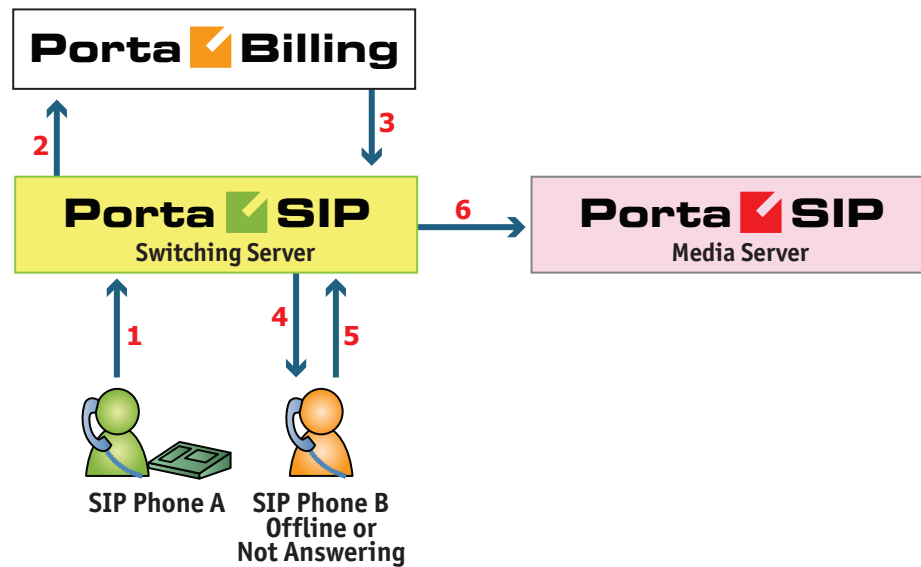 Porta Billing
2
3
Porta SIP
Switching Server
6
Porta SIP
Media Server
1
4
5
SIP Phone A
SIP Phone B
Offline or
Not Answering